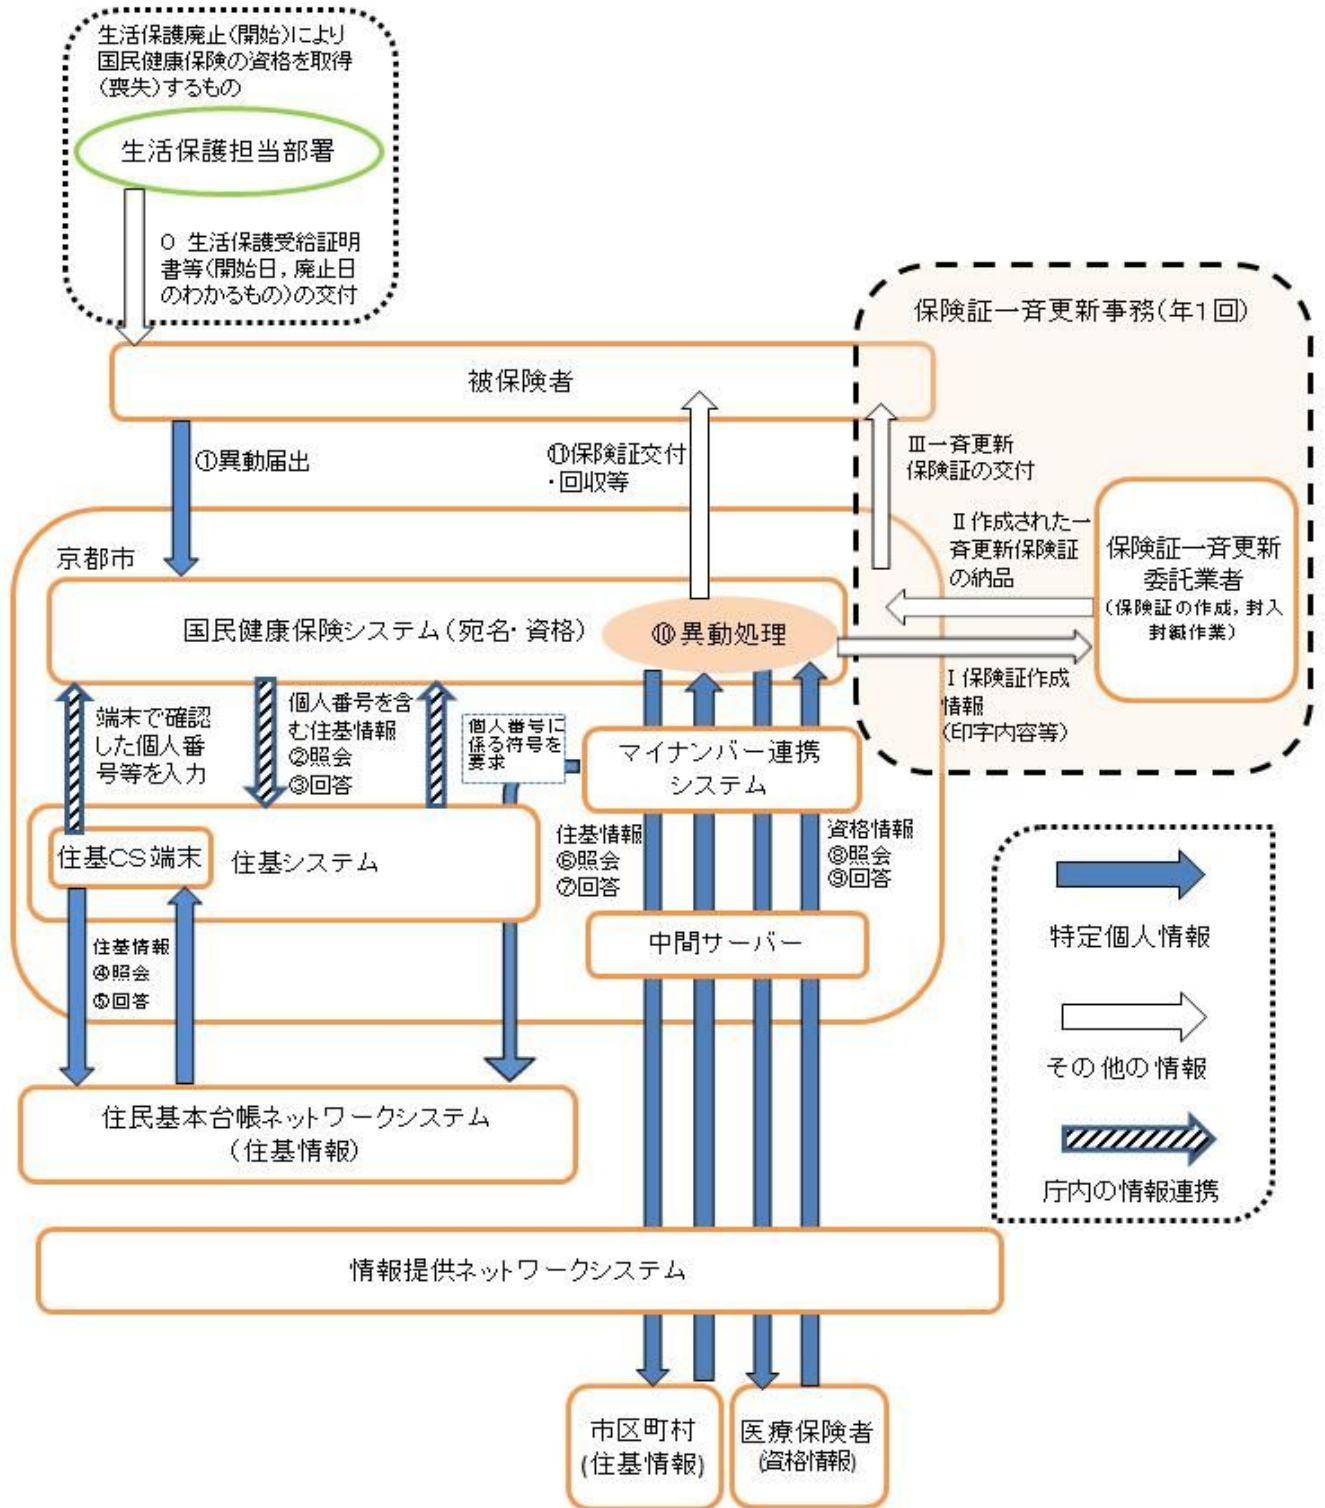 生活保護廃止(開始)により
国民健康保険の資格を取得
(喪失)するもの
生活保護担当部署
0 生活保護受給証明
書等(開始日,廃止日
のわかるもの)の交付
保険証一斉更新事務(年1回)
被保険者
①異動届出
⑪保険証交付
・回収等
Ⅲ一斉更新
保険証の交付
Ⅱ作成された一
斉更新保険証
の納品
保険証一斉更新
委託業者
(保険証の作成,封入
封緘作業)
京都市
国民健康保険システム(宛名・資格)
⑩異動処理
Ⅰ保険証作成
情報
(印字内容等)
端末で確認
した個人番
号等を入力
個人番号を含
む住基情報
②照会
③回答
個人番号に
係る符号を
要求
マイナンバー連携
システム
住基CS端末
住基システム
住基情報
⑥照会
⑦回答
資格情報
⑧照会
⑨回答
中間サーバー
住基情報
④照会
⑤回答
特定個人情報
その他の情報
庁内の情報連携
住民基本台帳ネットワークシステム
(住基情報)
情報提供ネットワークシステム
市区町村
(住基情報)
医療保険者
(資格情報)